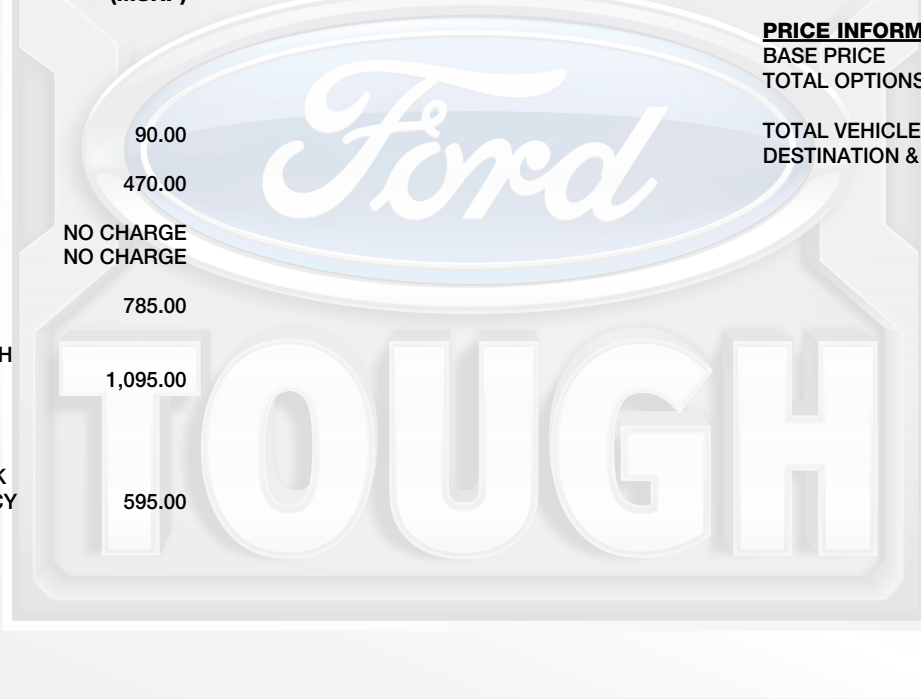 (MSRP)
90.00
470.00
NO CHARGE
NO CHARGE
785.00
H
1,095.00
K
CY
595.00
PRICE INFORM
BASE PRICE
TOTAL OPTIONS
TOTAL VEHICLE
DESTINATION &
Ford
TOUGH